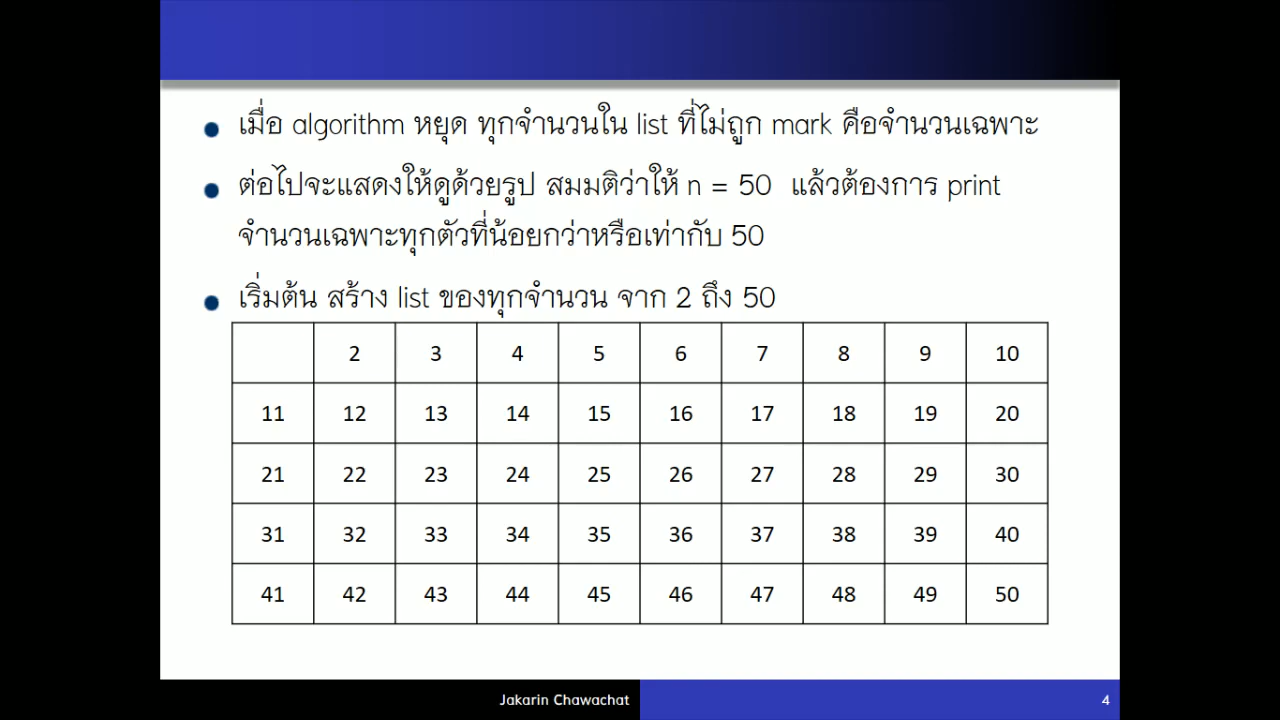 เมื่อ algorithm หยุด ทุกจำนวนใน list ที่ไม่ถูก mark คือจำนวนเฉพาะ
ต่อไปจะแสดงให้ดูด้วยรูป สมมติว่าให้ n = 50 แล้วต้องการ print
จำนวนเฉพาะทุกตัวที่น้อยกว่าหรือเท่ากับ 50
เริ่มต้น สร้าง list ของทุกจำนวน จาก 2 ถึง 50
2 3 4 5 6 7 8 9 10
11 12 13 14 15 16 17 18 19 20
21 22 23 24 25 26 27 28 29 30
31 32 33 34 35 36 37 38 39 40
41 42 43 44 45 46 47 48 49 50
Jakarin Chawachat 4